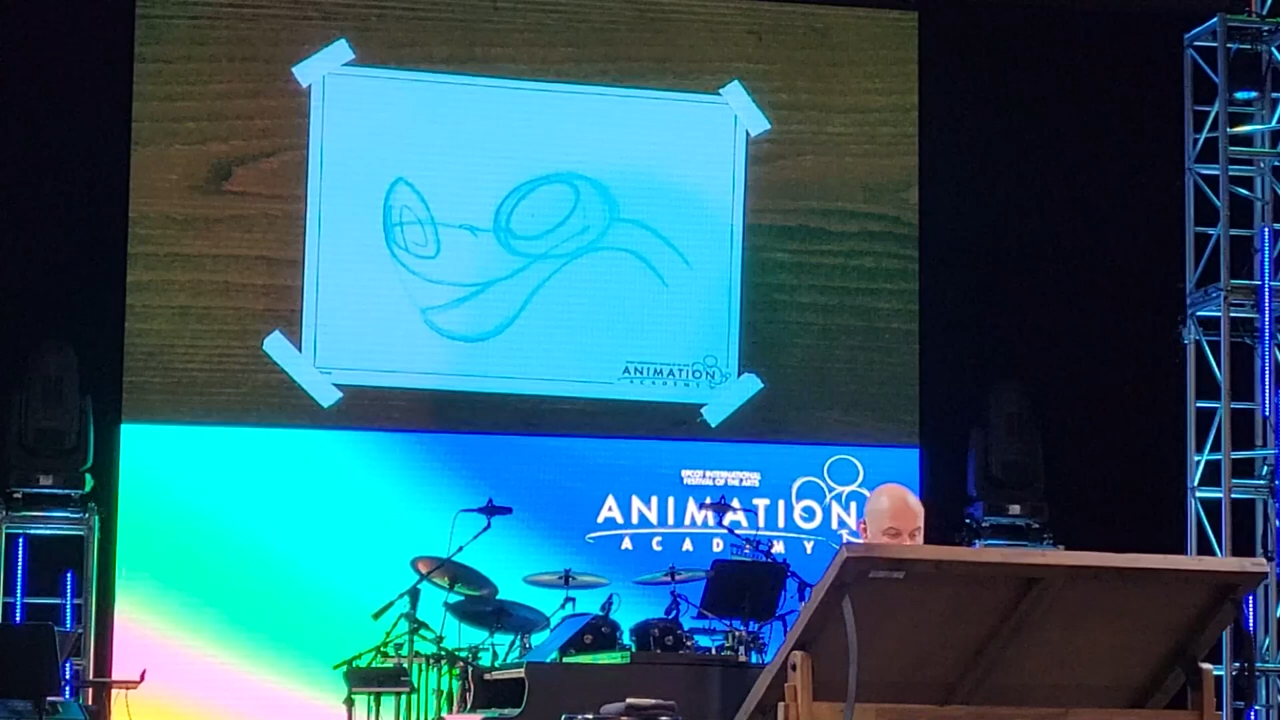 ANIMATION
ACADEMY
EPCOT INTERNATIONAL
FESTIVAL OF THE ARTS
ANIMATION
ACADEMY